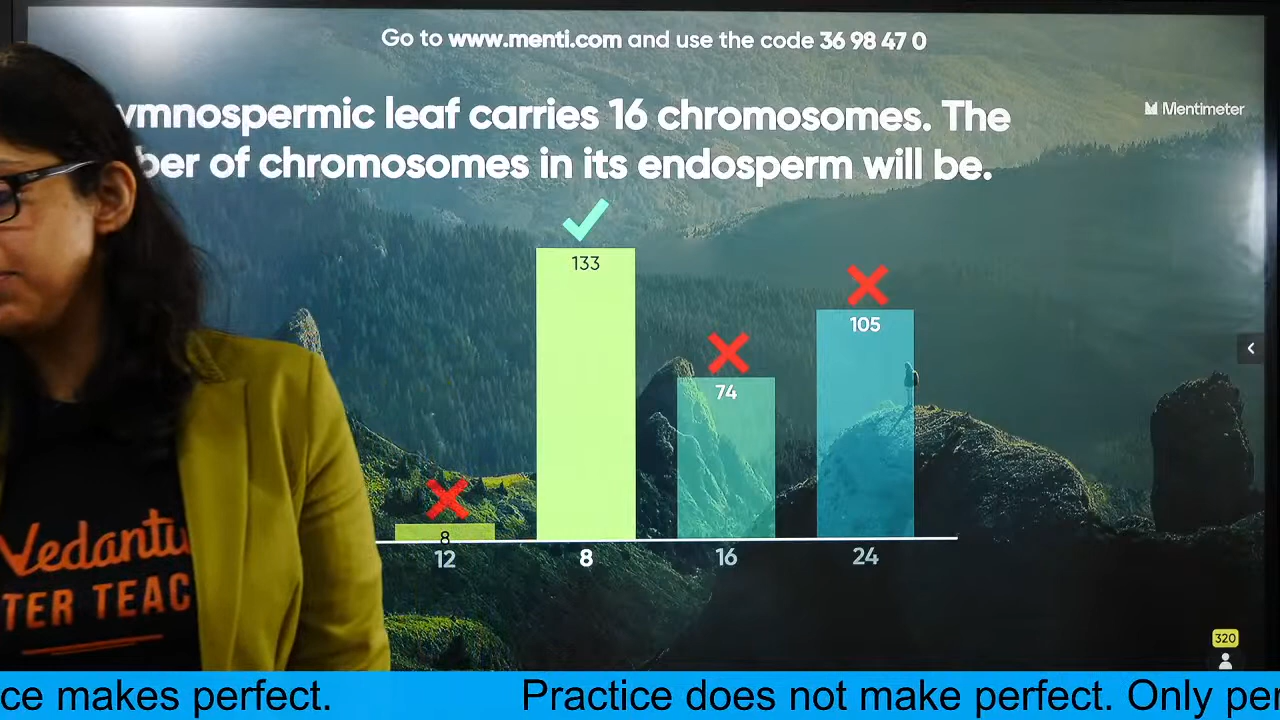 Go to www.menti.com and use the code 36 98 47 0
Mentimeter
ymnospermic leaf carries 16 chromosomes. The
ber of chromosomes in its endosperm will be.
133
105
74
8
12
8
16
24
Vedantu
TER TEAC
320
ce makes perfect. Practice does not make perfect. Only per